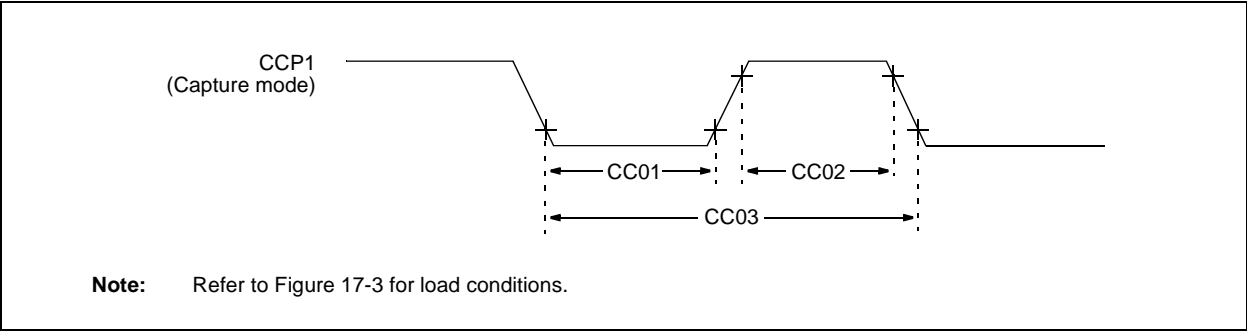 CCP1
(Capture mode)
CC01
CC02
CC03
Note: Refer to Figure 17-3 for load conditions.